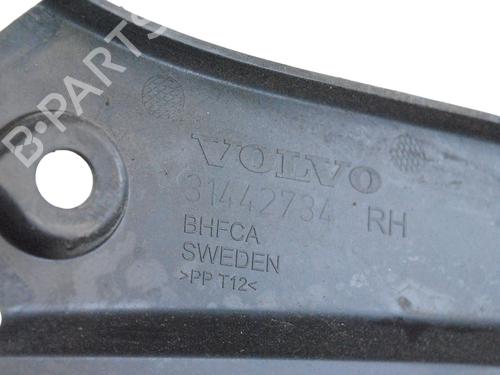 B·PARTS
VOLVO
31442734 RH
BHFCA
SWEDEN
>PP T12<